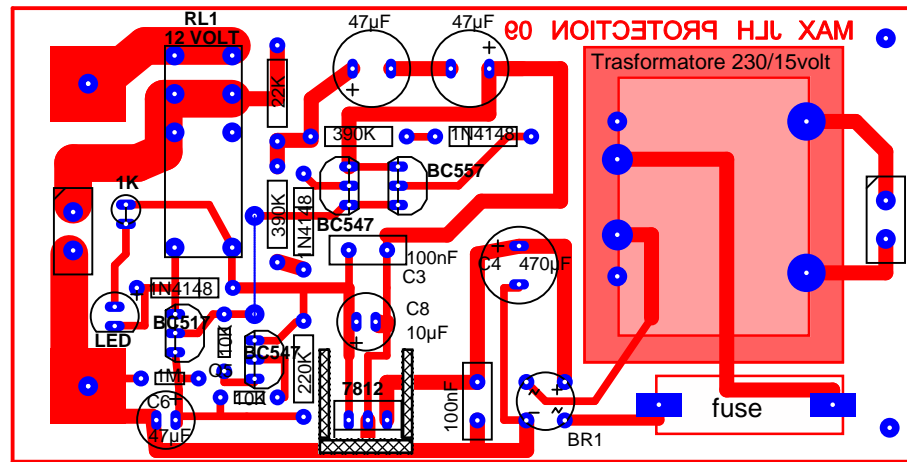 RL1
12 VOLT
47µF
47µF
+
+
MAX JLH PROTECTION 09
Trasformatore 230/15volt
22K
390K
1N4148
BC557
1K
390K
1N4148
BC547
100nF
C3
C4
+
470µF
1N4148
+
BC517
LED
10K
BC547
C8
10µF
+
220K
1M
10K
7812
C6
+
47µF
100nF
~
+
-
~
BR1
fuse